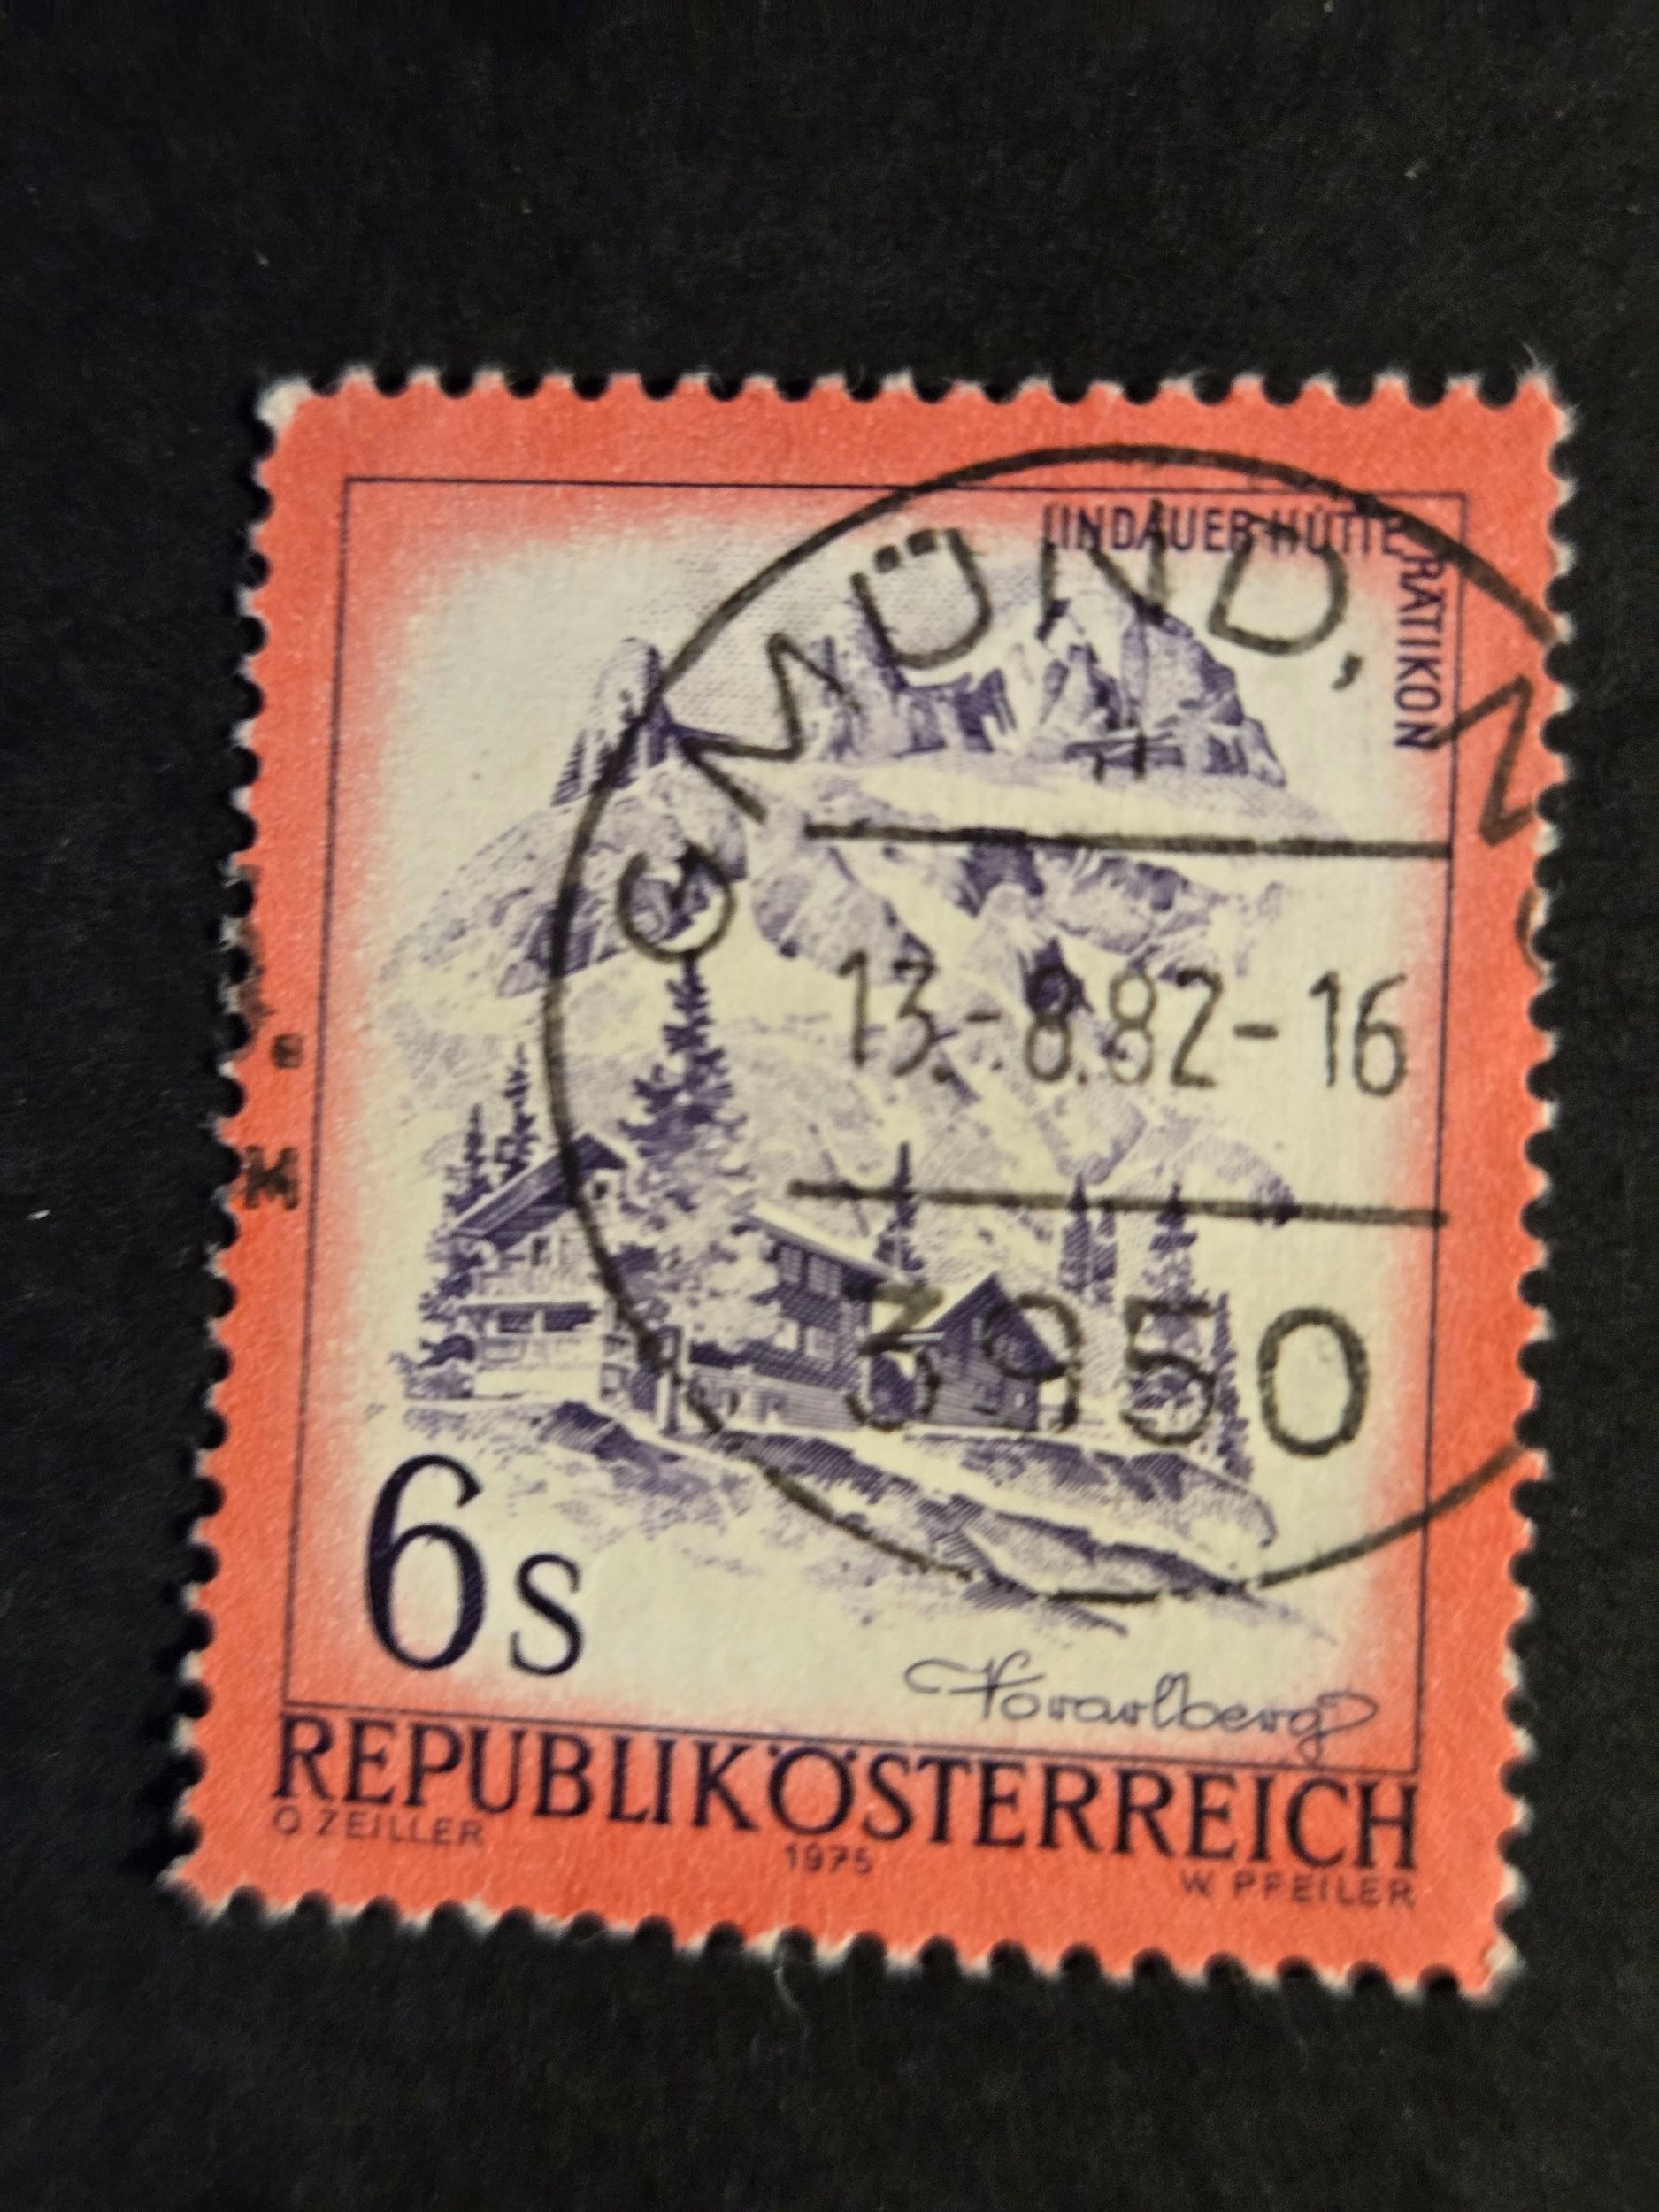 LINDAUER HÜTTE, RÄTIKON
GMÜND, N
13.-8.82-16
3950
6s
Vorarlberg
REPUBLIK ÖSTERREICH
O ZEILLER
1975
W. PFEILER